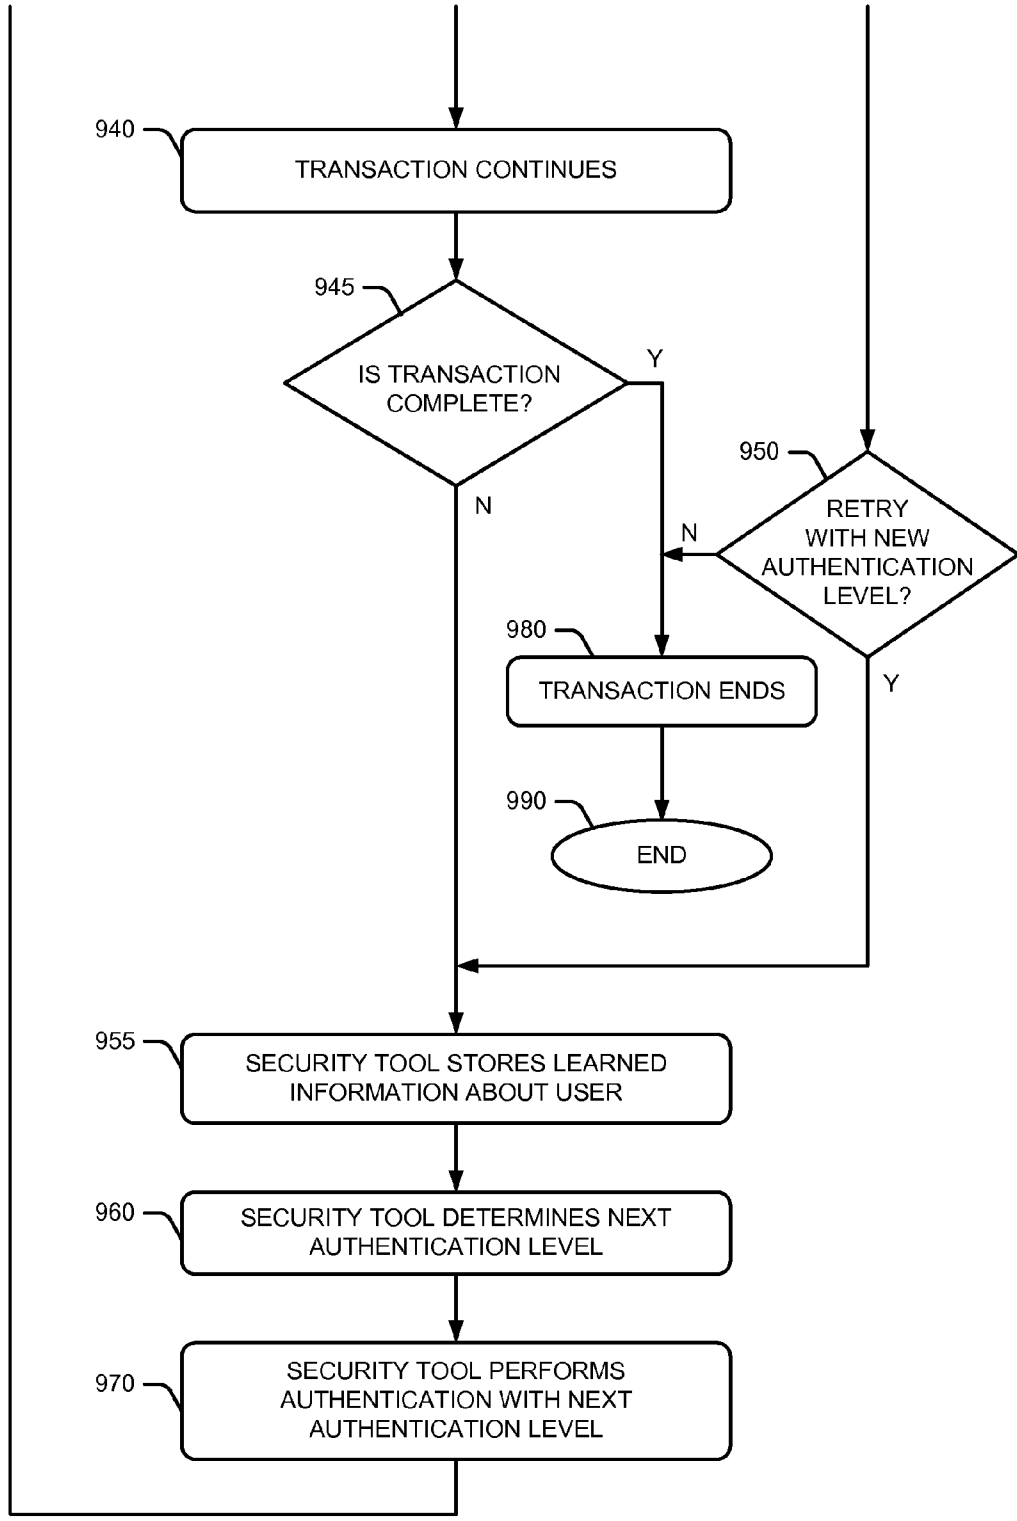 940
TRANSACTION CONTINUES
945
IS TRANSACTION
COMPLETE?
Y
N
950
RETRY
WITH NEW
AUTHENTICATION
LEVEL?
N
Y
980
TRANSACTION ENDS
990
END
955
SECURITY TOOL STORES LEARNED
INFORMATION ABOUT USER
960
SECURITY TOOL DETERMINES NEXT
AUTHENTICATION LEVEL
970
SECURITY TOOL PERFORMS
AUTHENTICATION WITH NEXT
AUTHENTICATION LEVEL